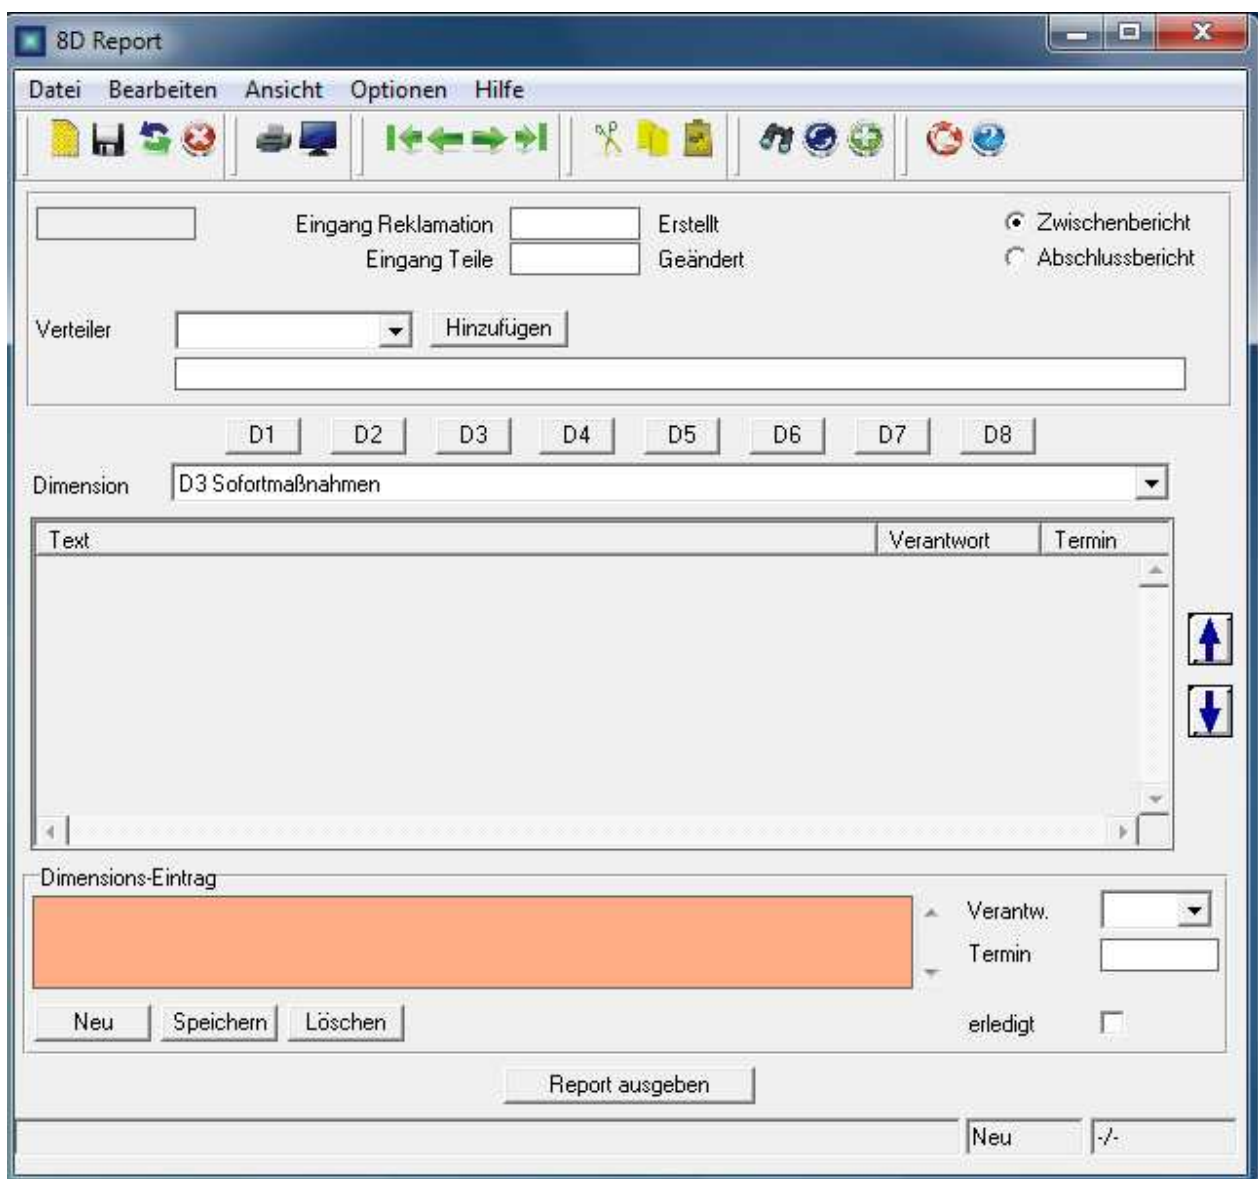 8D Report
Datei Bearbeiten Ansicht Optionen Hilfe
Eingang Reklamation Erstellt Zwischenbericht
Eingang Teile Geändert Abschlussbericht
Verteiler Hinzufügen
D1 D2 D3 D4 D5 D6 D7 D8
Dimension D3 Sofortmaßnahmen
Text Verantwort Termin
Dimensions-Eintrag
Verantw.
Termin
Neu Speichern Löschen erledigt
Report ausgeben
Neu -/-